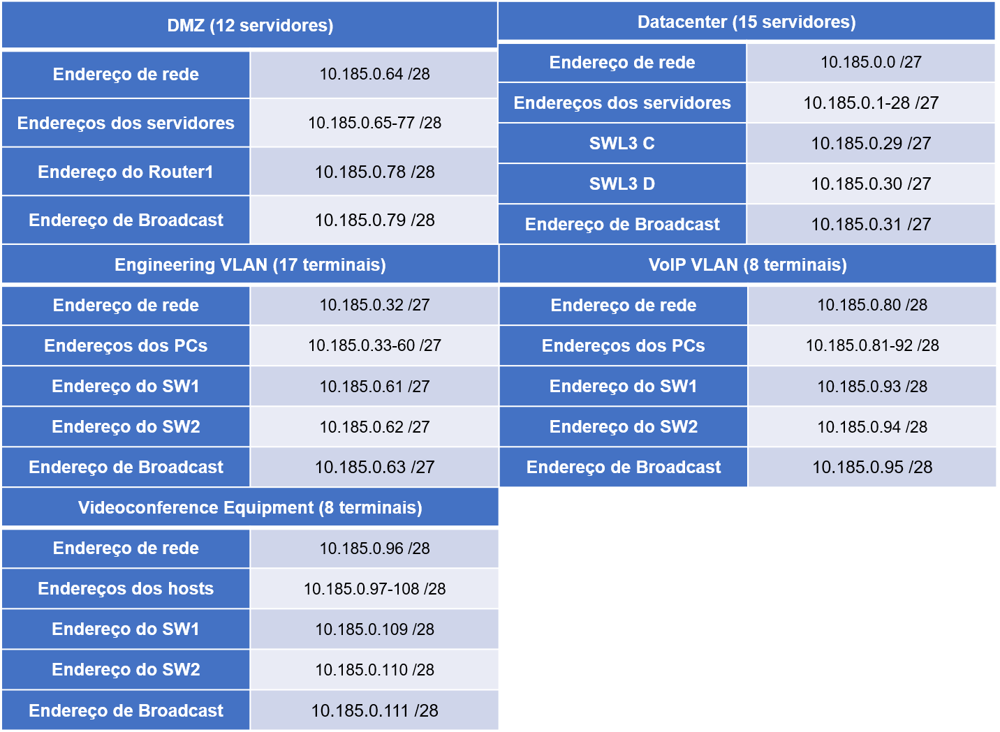 DMZ (12 servidores)
Endereço de rede 10.185.0.64 /28
Endereços dos servidores 10.185.0.65-77 /28
Endereço do Router1 10.185.0.78 /28
Endereço de Broadcast 10.185.0.79 /28
Datacenter (15 servidores)
Endereço de rede 10.185.0.0 /27
Endereços dos servidores 10.185.0.1-28 /27
SWL3 C 10.185.0.29 /27
SWL3 D 10.185.0.30 /27
Endereço de Broadcast 10.185.0.31 /27
Engineering VLAN (17 terminais)
Endereço de rede 10.185.0.32 /27
Endereços dos PCs 10.185.0.33-60 /27
Endereço do SW1 10.185.0.61 /27
Endereço do SW2 10.185.0.62 /27
Endereço de Broadcast 10.185.0.63 /27
VoIP VLAN (8 terminais)
Endereço de rede 10.185.0.80 /28
Endereços dos PCs 10.185.0.81-92 /28
Endereço do SW1 10.185.0.93 /28
Endereço do SW2 10.185.0.94 /28
Endereço de Broadcast 10.185.0.95 /28
Videoconference Equipment (8 terminais)
Endereço de rede 10.185.0.96 /28
Endereços dos hosts 10.185.0.97-108 /28
Endereço do SW1 10.185.0.109 /28
Endereço do SW2 10.185.0.110 /28
Endereço de Broadcast 10.185.0.111 /28